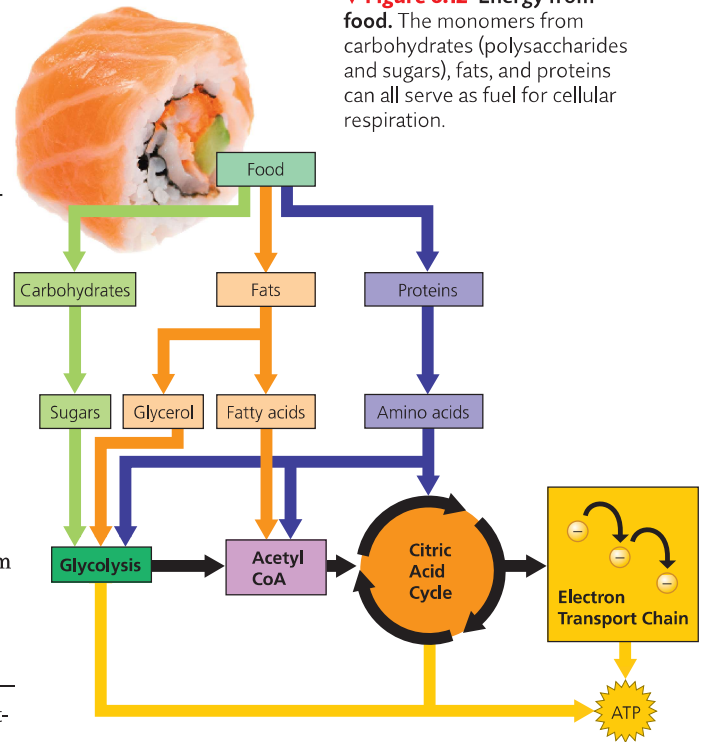 Energy from
food. The monomers from
carbohydrates (polysaccharides
and sugars), fats, and proteins
can all serve as fuel for cellular
respiration.
Food
Carbohydrates
Fats
Proteins
Sugars
Glycerol
Fatty acids
Amino acids
Glycolysis
Acetyl
CoA
Citric
Acid
Cycle
Electron
Transport Chain
ATP
m